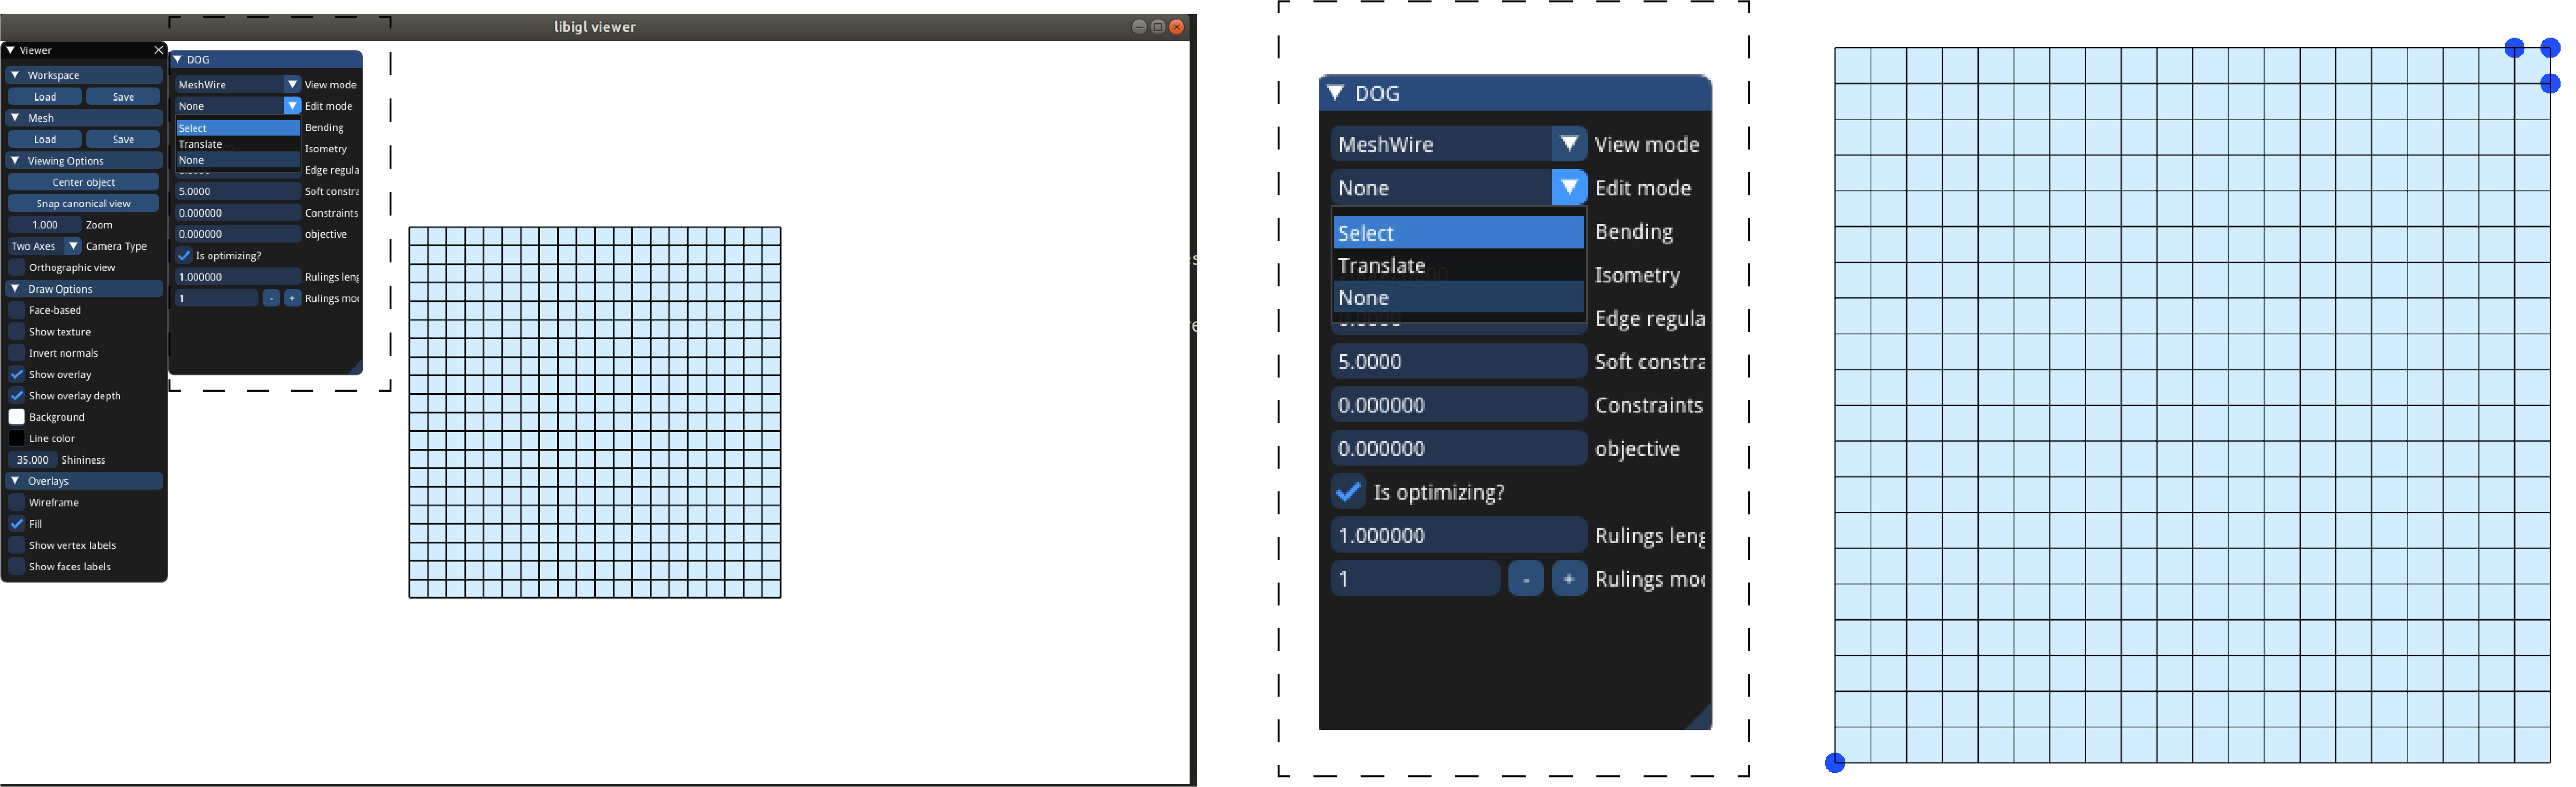 libigl viewer
Viewer
Workspace
Load Save
Mesh
Load Save
Viewing Options
Center object
Snap canonical view
1.000 Zoom
Two Axes Camera Type
Orthographic view
Draw Options
Face-based
Show texture
Invert normals
Show overlay
Show overlay depth
Background
Line color
35.000 Shininess
Overlays
Wireframe
Fill
Show vertex labels
Show faces labels
DOG
MeshWire View mode
None Edit mode
Select Bending
Translate
Isometry
None
Edge regula
5.0000 Soft constra
0.000000 Constraints
0.000000 objective
Is optimizing?
1.000000 Rulings leng
1 - + Rulings mo
DOG
MeshWire View mode
None Edit mode
Select Bending
Translate Isometry
None
Edge regula
5.0000 Soft constra
0.000000 Constraints
0.000000 objective
Is optimizing?
1.000000 Rulings leng
1 - + Rulings mo